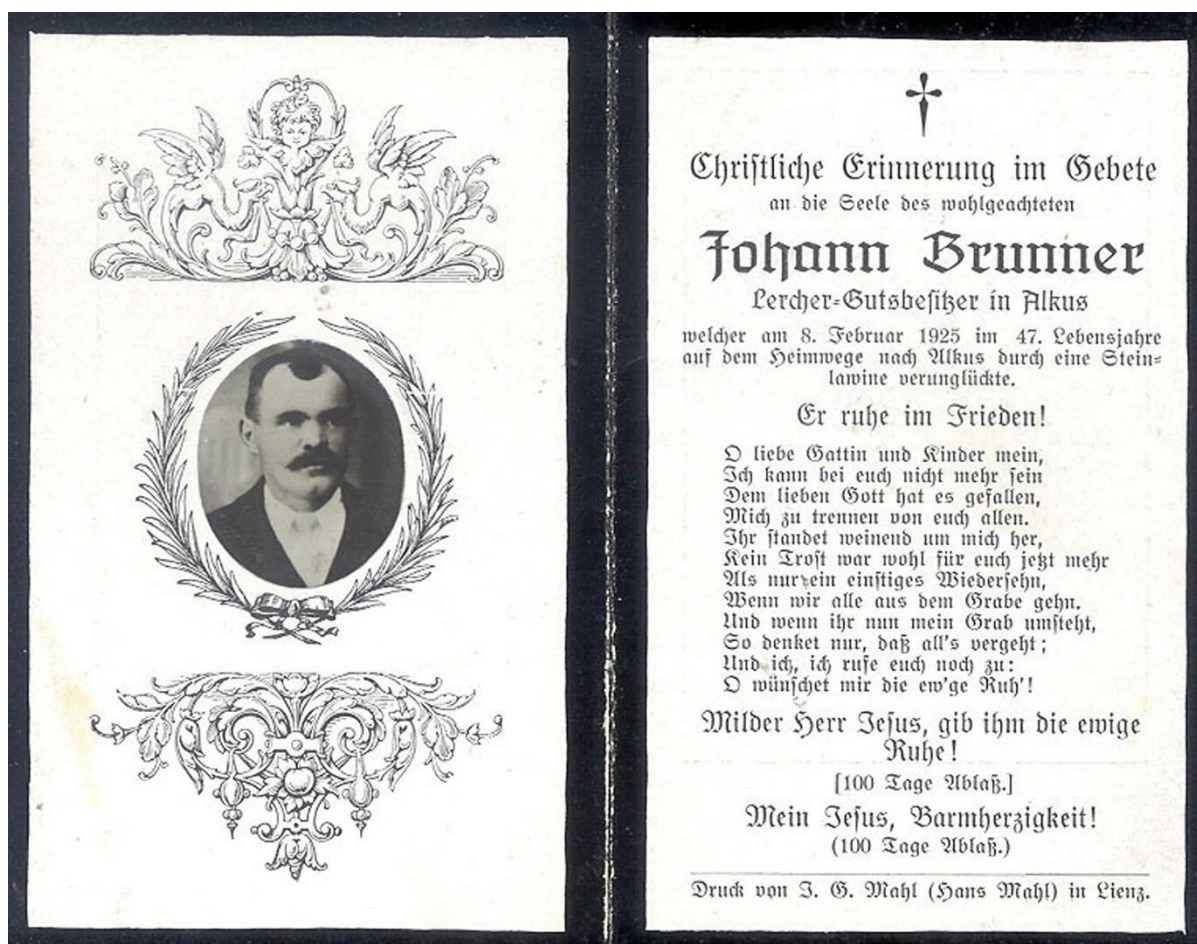 Christliche Erinnerung im Gebete
an die Seele des wohlgeachteten
Johann Brunner
Lercher-Gutsbesitzer in Alkus
welcher am 8. Februar 1925 im 47. Lebensjahre
auf dem Heimwege nach Alkus durch eine Stein-
lawine verunglückte.
Er ruhe im Frieden!
O liebe Gattin und Kinder mein,
Ich kann bei euch nicht mehr sein
Dem lieben Gott hat es gefallen,
Mich zu trennen von euch allen.
Ihr standet weinend um mich her,
Kein Trost war wohl für euch jetzt mehr
Als nur ein einstiges Wiedersehn,
Wenn wir alle aus dem Grabe gehn.
Und wenn ihr nun mein Grab umsteht,
So denket nur, daß all's vergeht;
Und ich, ich rufe euch noch zu:
O wünschet mir die ew'ge Ruh'!
Milder Herr Jesus, gib ihm die ewige
Ruhe!
[100 Tage Ablaß.]
Mein Jesus, Barmherzigkeit!
(100 Tage Ablaß.)
Druck von J. G. Mahl (Hans Mahl) in Lienz.